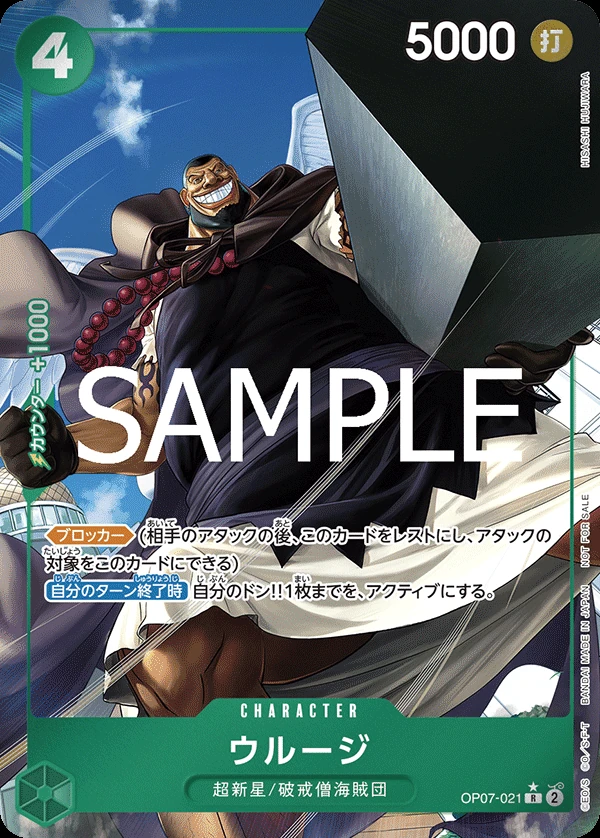 4
5000
打
HISASHI FUJIWARA
カウンター+1000
SAMPLE
ブロッカー (相手のアタックの後、このカードをレストにし、アタックの
対象をこのカードにできる)
自分のターン終了時 自分のドン!!1枚までを、アクティブにする。
CHARACTER
ウルージ
超新星/破戒僧海賊団
OP07-021 R 2
©EO/S ©O/S･F･T BANDAI MADE IN JAPAN NOT FOR SALE